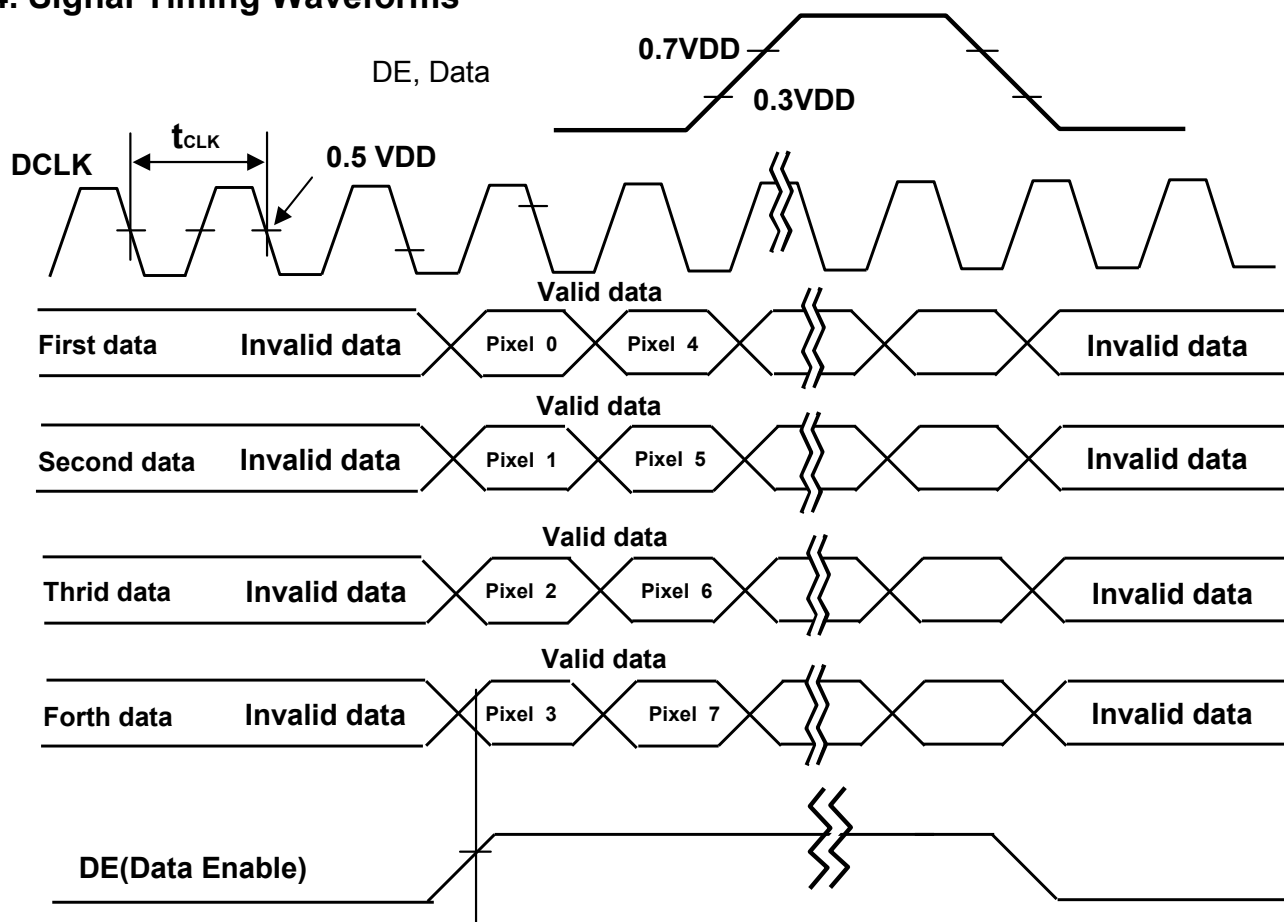 4. Signal Timing Waveforms
DE, Data
0.7VDD
0.3VDD
tCLK
DCLK
0.5 VDD
Valid data
First data Invalid data Pixel 0 Pixel 4 Invalid data
Valid data
Second data Invalid data Pixel 1 Pixel 5 Invalid data
Valid data
Thrid data Invalid data Pixel 2 Pixel 6 Invalid data
Valid data
Forth data Invalid data Pixel 3 Pixel 7 Invalid data
DE(Data Enable)